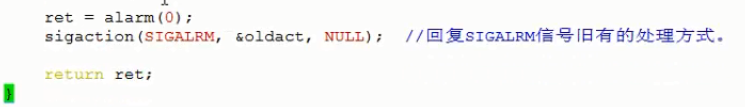 ret = alarm(0);
sigaction(SIGALRM, &oldact, NULL);  //回复SIGALRM信号旧有的处理方式。
return ret;
}